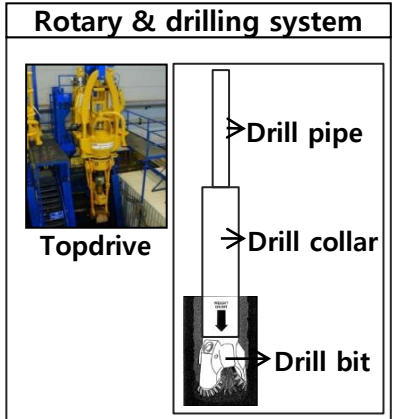 Rotary & drilling system
Drill pipe
Topdrive
Drill collar
Drill bit